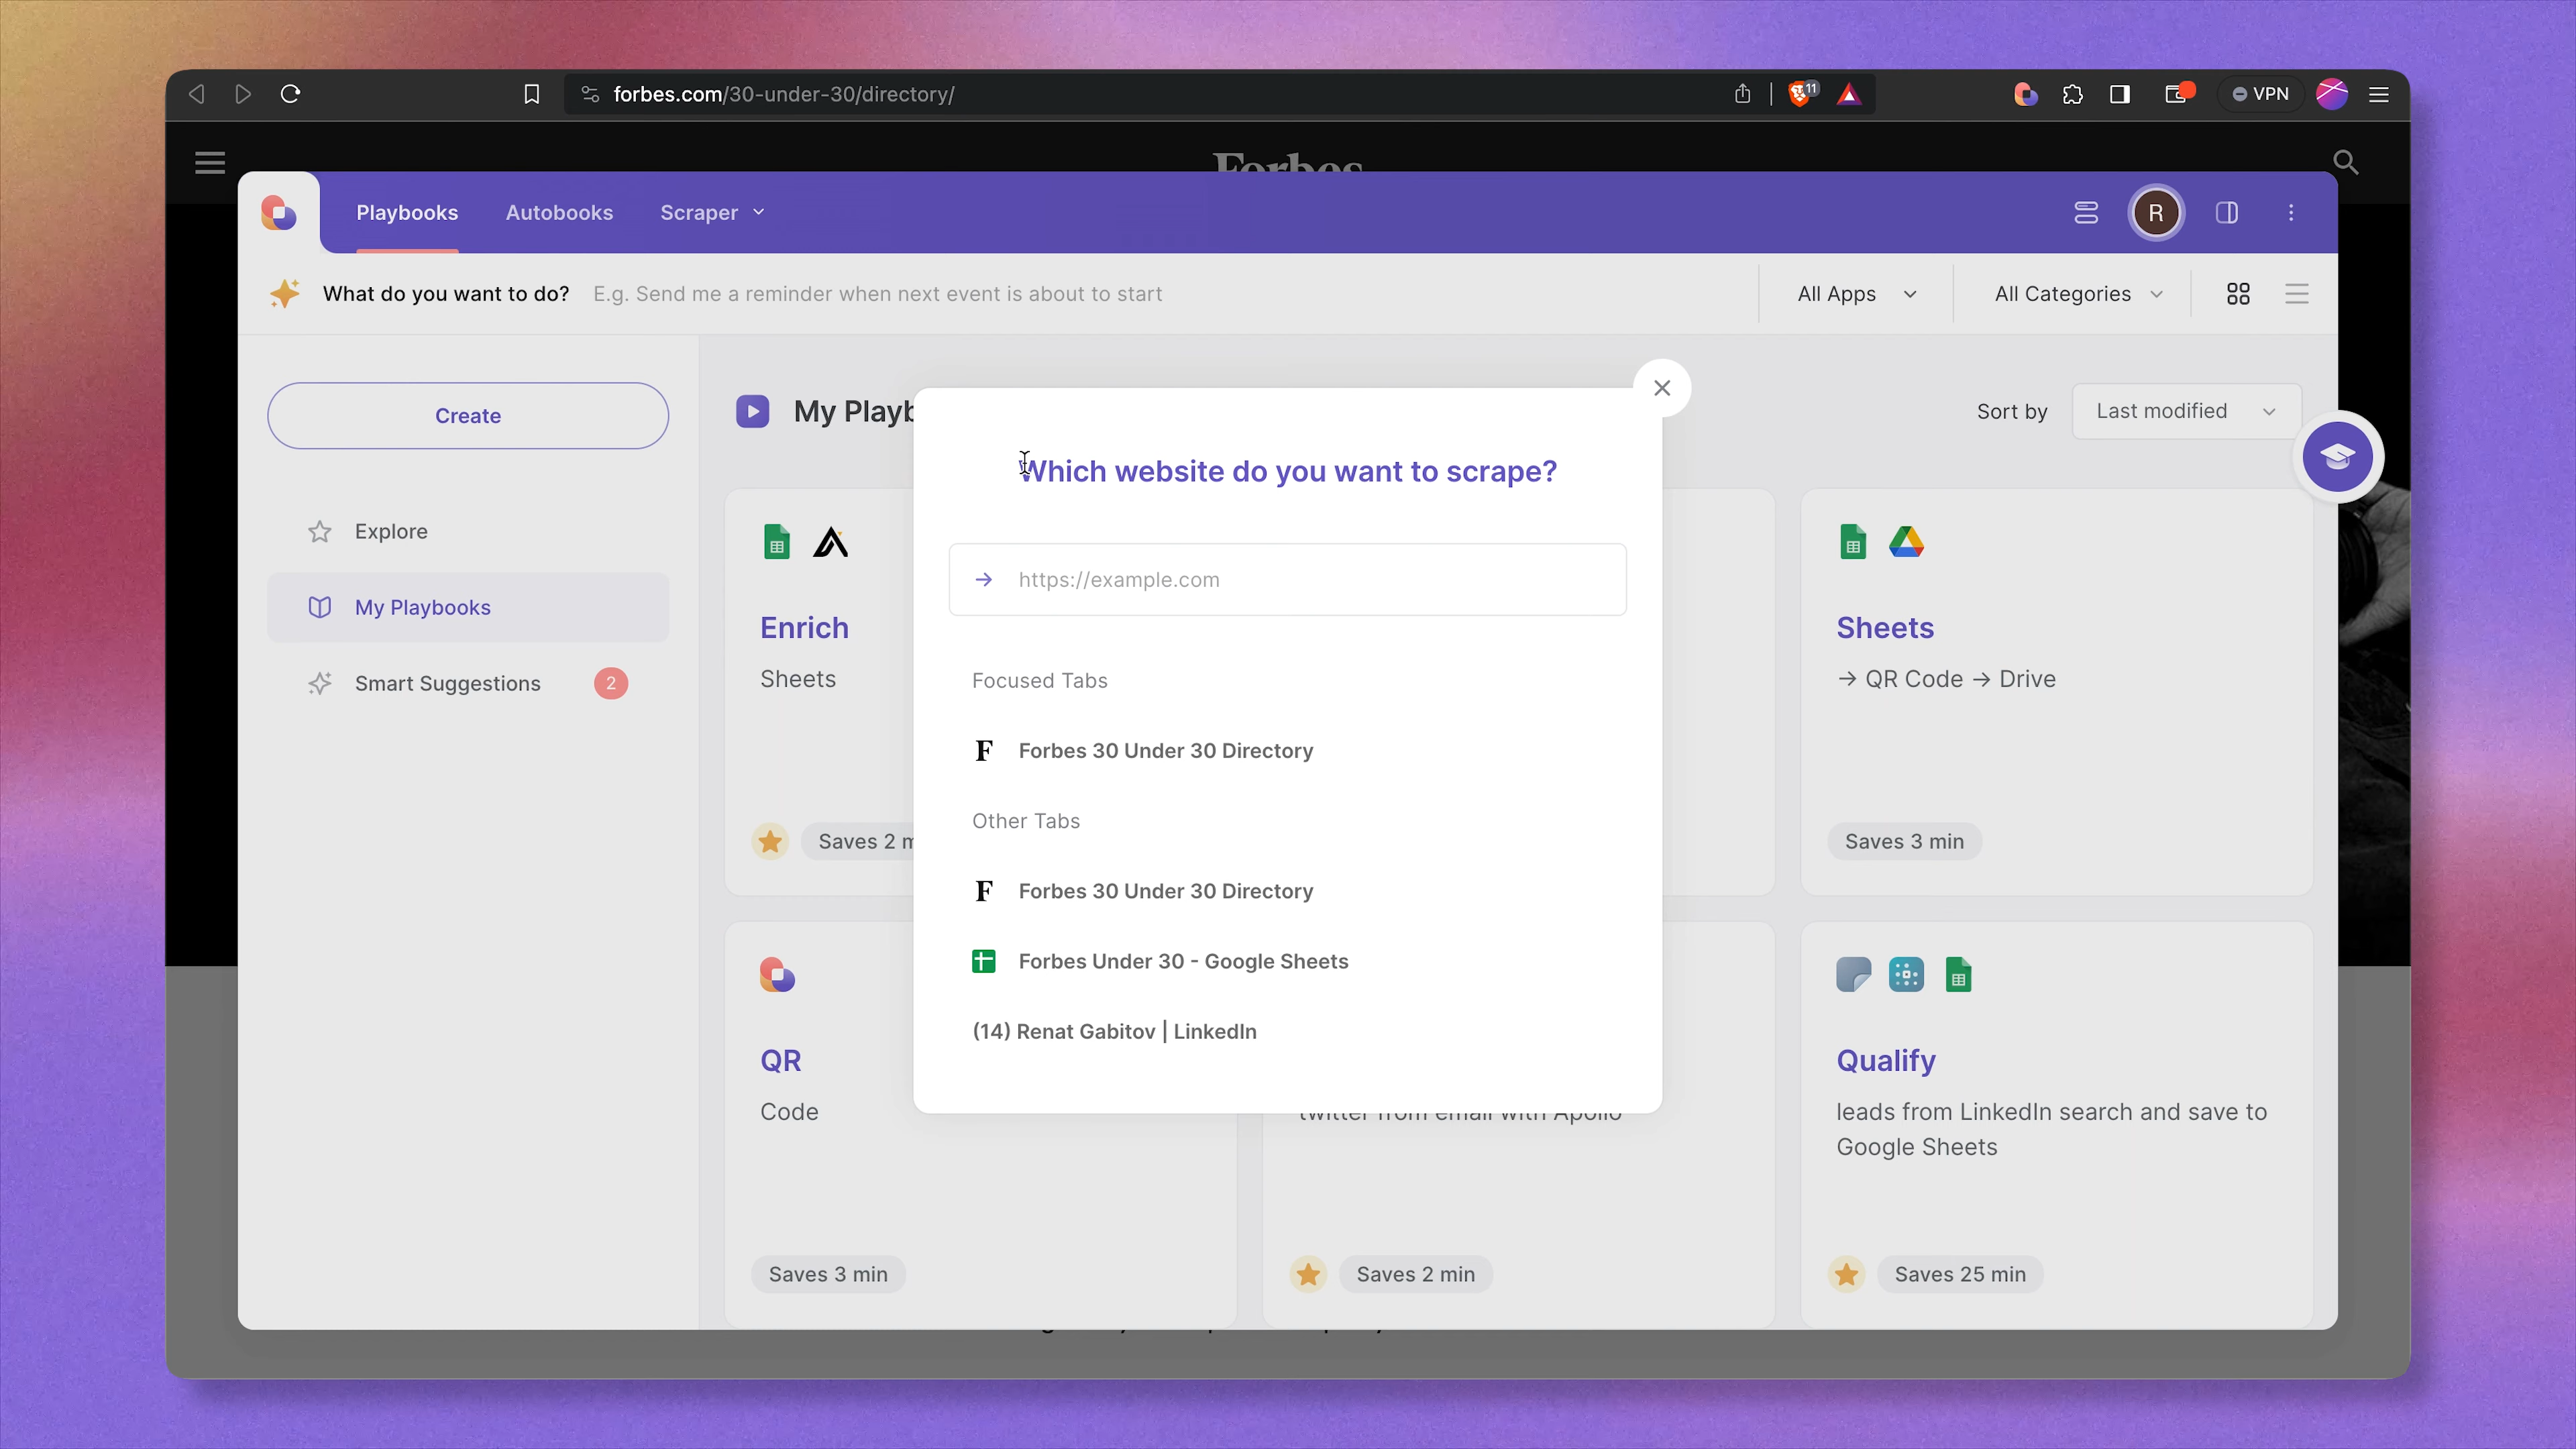 forbes.com/30-under-30/directory/
11
VPN
Forbes
Playbooks
Autobooks
Scraper
R
What do you want to do?
E.g. Send me a reminder when next event is about to start
All Apps
All Categories
Create
Explore
My Playbooks
Smart Suggestions
2
My Playb
Sort by
Last modified
Which website do you want to scrape?
https://example.com
Focused Tabs
F
Forbes 30 Under 30 Directory
Other Tabs
F
Forbes 30 Under 30 Directory
Forbes Under 30 - Google Sheets
(14) Renat Gabitov | LinkedIn
Enrich
Sheets
Saves 2 m
Sheets
→ QR Code → Drive
Saves 3 min
QR
Code
Saves 3 min
twitter from email with Apollo
Saves 2 min
Qualify
leads from LinkedIn search and save to
Google Sheets
Saves 25 min